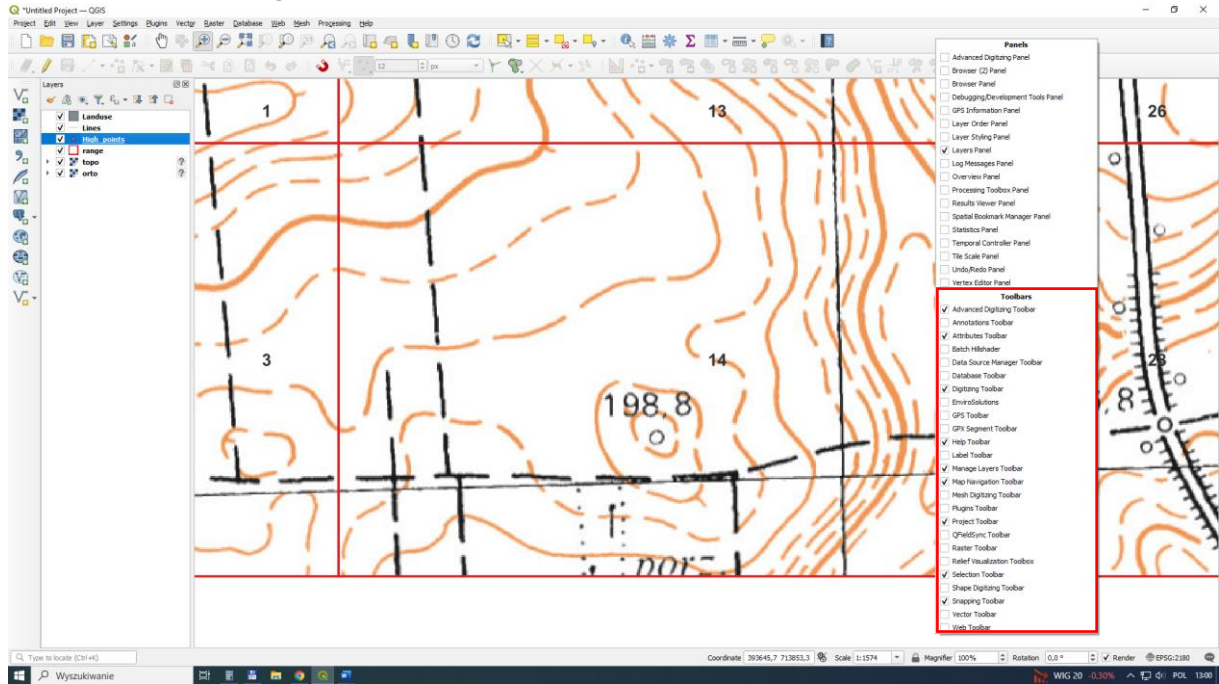 *Untitled Project — QGIS
Project Edit View Layer Settings Plugins Vector Raster Database Web Mesh Processing Help
12 px
Layers
Landuse
Lines
High_points
range
topo ?
orto ?
1
13
26
3
14
28
198,8
,8
Panels
Advanced Digitizing Panel
Browser (2) Panel
Browser Panel
Debugging/Development Tools Panel
GPS Information Panel
Layer Order Panel
Layer Styling Panel
Layers Panel
Log Messages Panel
Overview Panel
Processing Toolbox Panel
Results Viewer Panel
Spatial Bookmark Manager Panel
Statistics Panel
Temporal Controller Panel
Tile Scale Panel
Undo/Redo Panel
Vertex Editor Panel
Toolbars
Advanced Digitizing Toolbar
Annotations Toolbar
Attributes Toolbar
Batch Hillshader
Data Source Manager Toolbar
Database Toolbar
Digitizing Toolbar
EnviroSolutions
GPS Toolbar
GPX Segment Toolbar
Help Toolbar
Label Toolbar
Manage Layers Toolbar
Map Navigation Toolbar
Mesh Digitizing Toolbar
Plugins Toolbar
Project Toolbar
QFieldSync Toolbar
Raster Toolbar
Relief Visualization Toolbox
Selection Toolbar
Shape Digitizing Toolbar
Snapping Toolbar
Vector Toolbar
Web Toolbar
Type to locate (Ctrl+K)
Coordinate 393645,7 713853,3 Scale 1:1574 Magnifier 100% Rotation 0,0 ° Render EPSG:2180
Wyszukiwanie
WIG 20 -0.30% POL 13:00